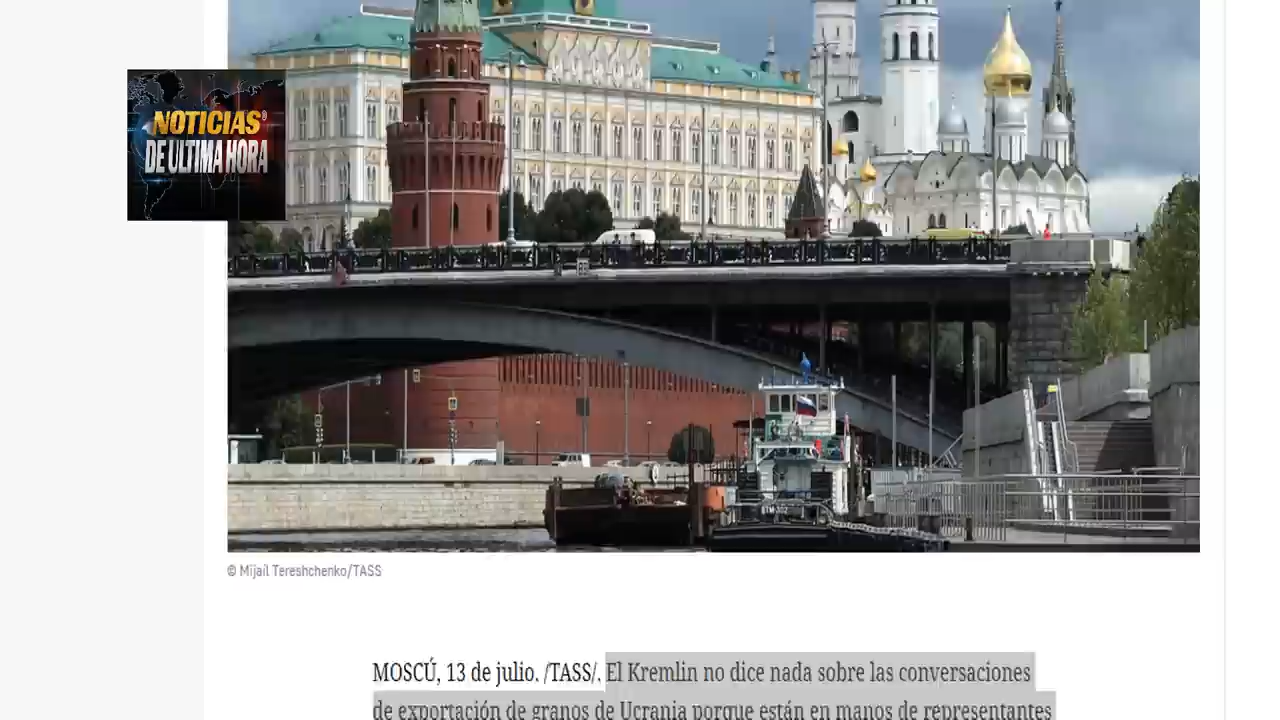 NOTICIAS®
DE ULTIMA HORA
© Mijaíl Tereshchenko/TASS
MOSCÚ, 13 de julio. /TASS/. El Kremlin no dice nada sobre las conversaciones
de exportación de granos de Ucrania porque están en manos de representantes